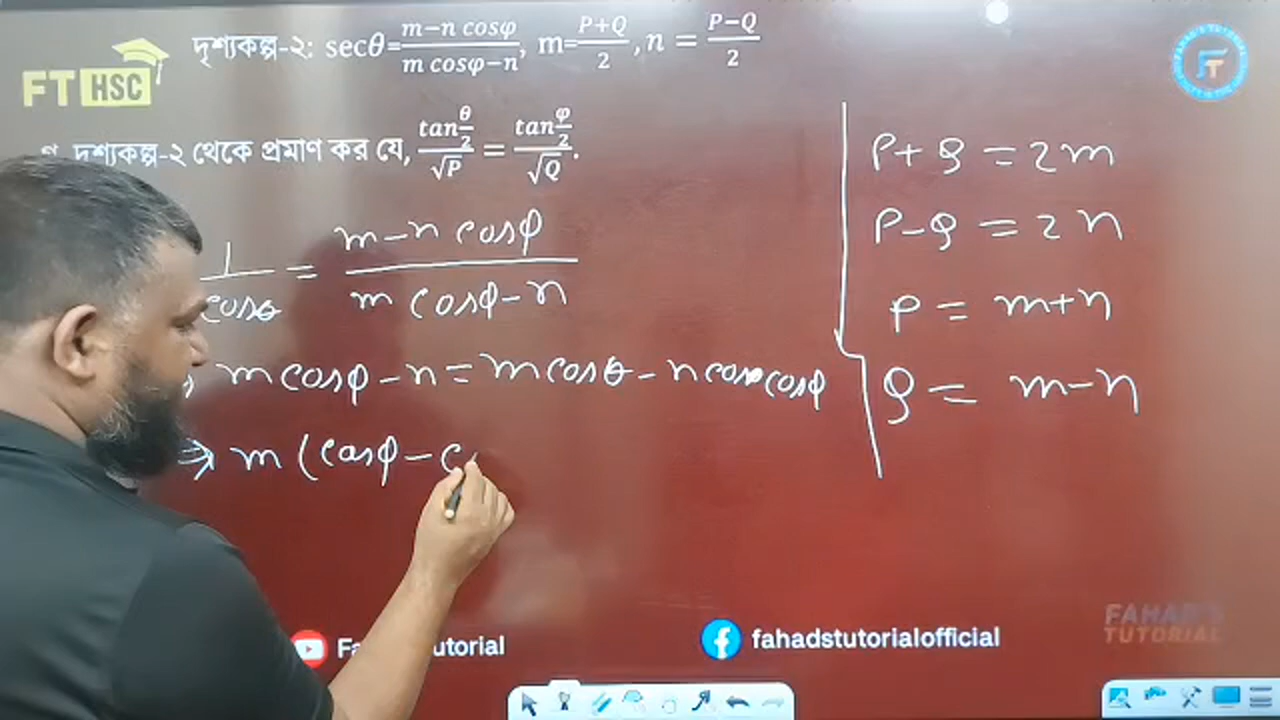 দৃশ্যকল্প-২: secθ=(m−n cosφ)/(m cosφ−n), m=(P+Q)/2, n = (P−Q)/2
FT HSC
দৃশ্যকল্প-২ থেকে প্রমাণ কর যে, tan(θ/2)/√P = tan(φ/2)/√Q.
1/cosθ = (m−n cosφ)/(m cosφ−n)
m cosφ − n = m cosθ − n cosθ cosφ
⇒ m (cosφ − c
P+Q = 2m
P−Q = 2n
P = m+n
Q = m−n
FAHAD'S TUTORIAL
fahadstutorialofficial